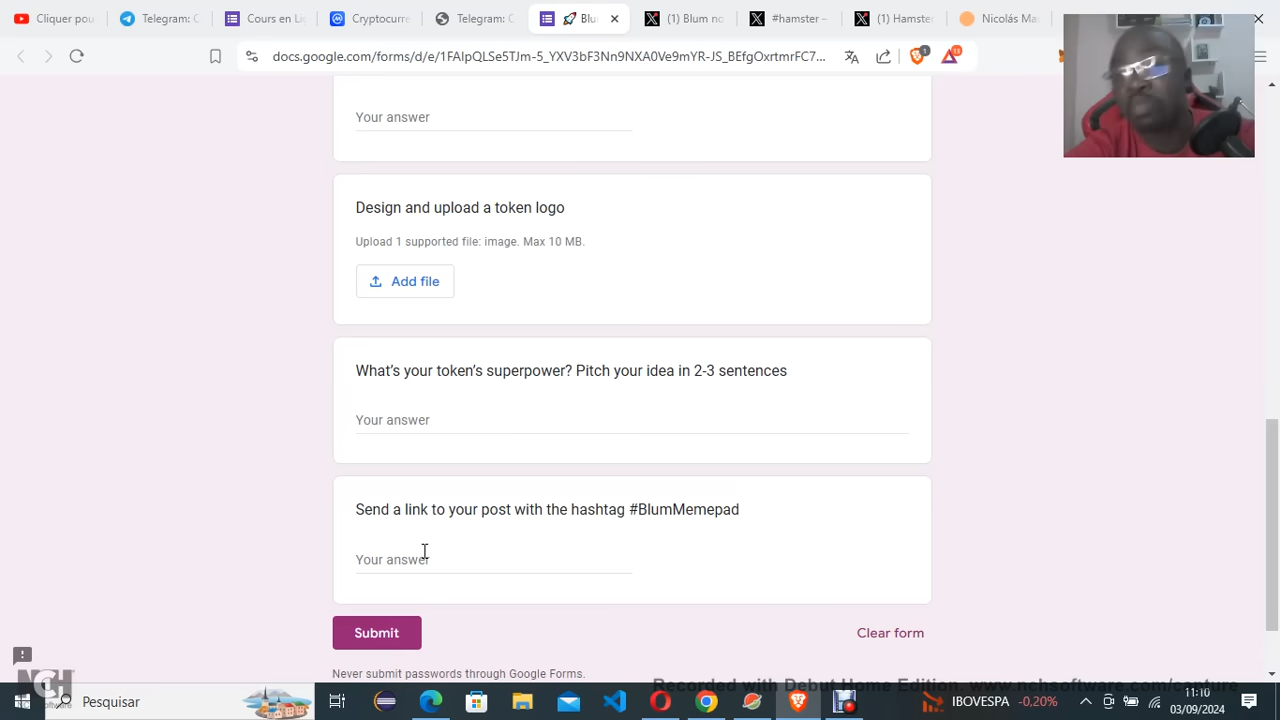 Cliquer pou
Telegram: C
Cours en Li
Cryptocurre
Telegram: C
Blu
(1) Blum no
#hamster –
(1) Hamste
Nicolás Ma
docs.google.com/forms/d/e/1FAIpQLSe5TJm-5_YXV3bF3Nn9NXA0Ve9mYR-JS_BEfgOxrtmrFC7...
1
13
Your answer
Design and upload a token logo
Upload 1 supported file: image. Max 10 MB.
Add file
What's your token's superpower? Pitch your idea in 2-3 sentences
Your answer
Send a link to your post with the hashtag #BlumMemepad
Your answer
Submit
Clear form
Never submit passwords through Google Forms.
NCH
Software
Recorded with Debut Home Edition. www.nchsoftware.com/capture
Pesquisar
IBOVESPA -0,20%
11:10
03/09/2024